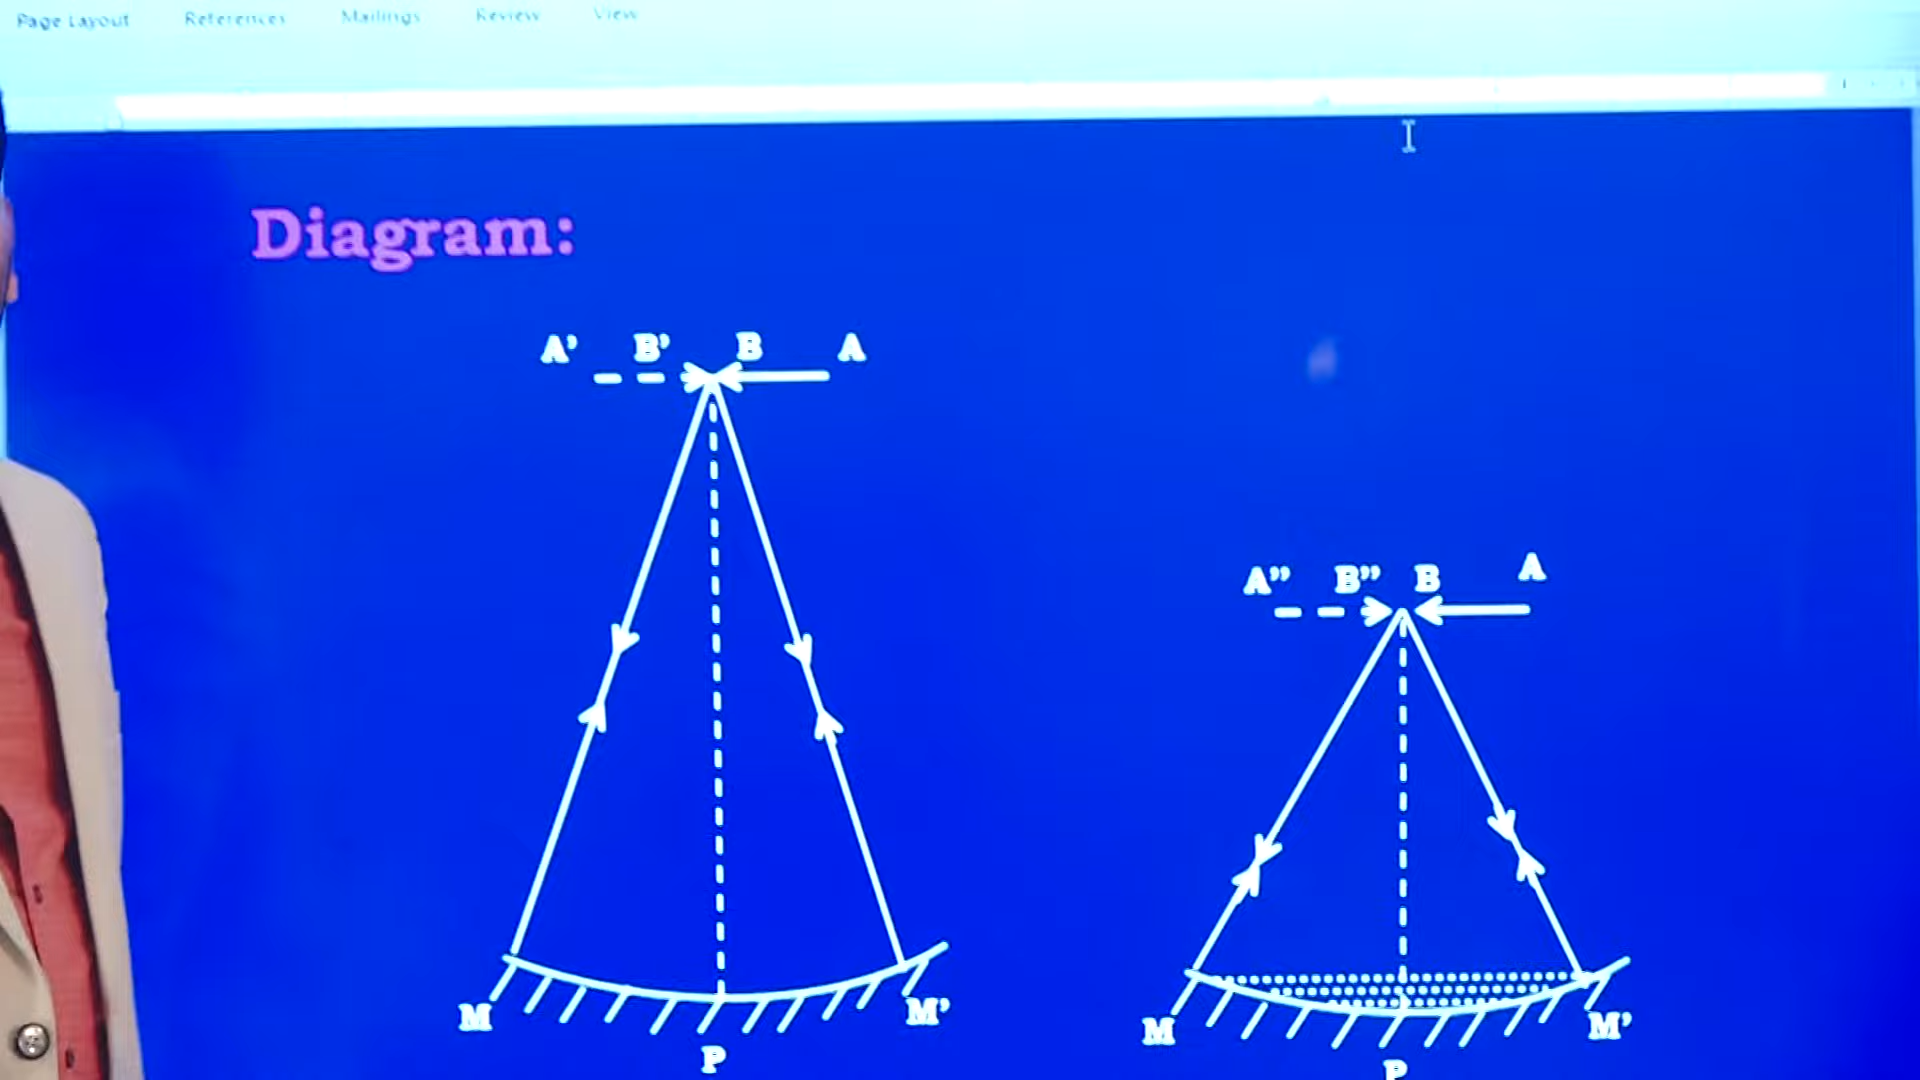 Page Layout References Mailings Review View
Diagram:
A' B' B A
A" B" B A
M M'
P
M M'
P